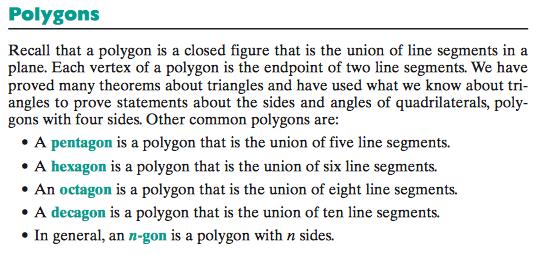 Polygons
Recall that a polygon is a closed figure that is the union of line segments in a
plane. Each vertex of a polygon is the endpoint of two line segments. We have
proved many theorems about triangles and have used what we know about tri-
angles to prove statements about the sides and angles of quadrilaterals, poly-
gons with four sides. Other common polygons are:
• A pentagon is a polygon that is the union of five line segments.
• A hexagon is a polygon that is the union of six line segments.
• An octagon is a polygon that is the union of eight line segments.
• A decagon is a polygon that is the union of ten line segments.
• In general, an n-gon is a polygon with n sides.